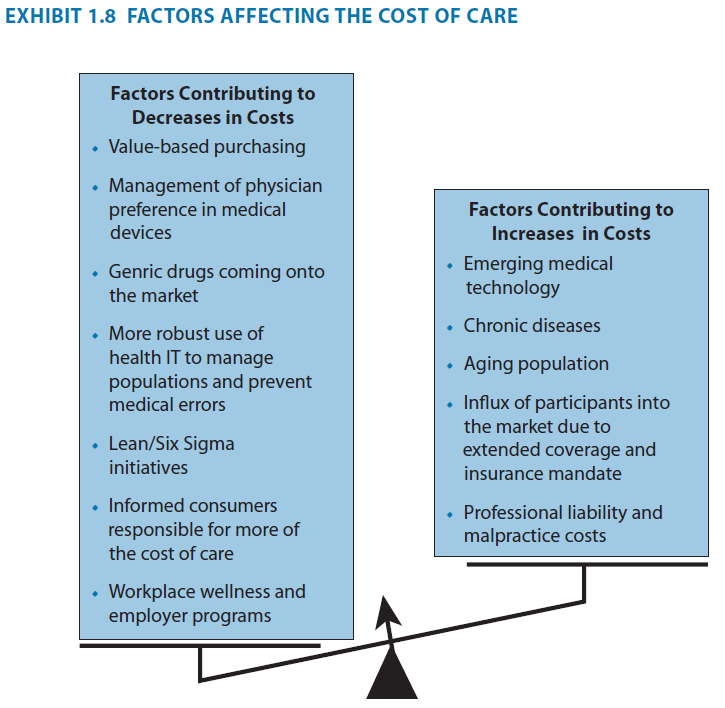 EXHIBIT 1.8 FACTORS AFFECTING THE COST OF CARE
Factors Contributing to
Decreases in Costs
Value-based purchasing
Management of physician
preference in medical
devices
Genric drugs coming onto
the market
More robust use of
health IT to manage
populations and prevent
medical errors
Lean/Six Sigma
initiatives
Informed consumers
responsible for more of
the cost of care
Workplace wellness and
employer programs
Factors Contributing to
Increases in Costs
Emerging medical
technology
Chronic diseases
Aging population
Influx of participants into
the market due to
extended coverage and
insurance mandate
Professional liability and
malpractice costs